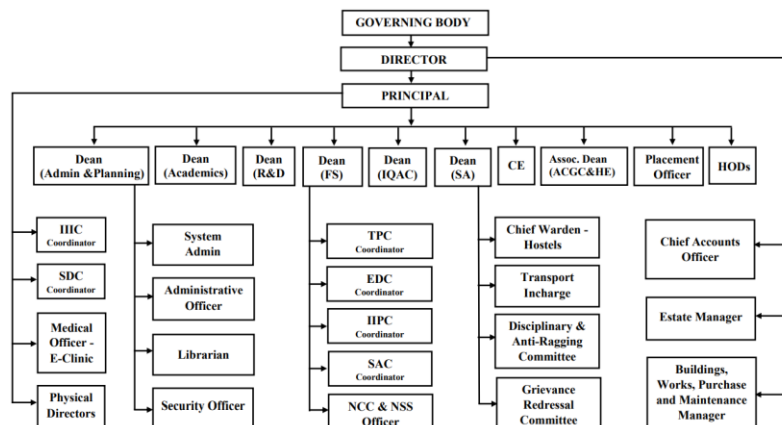 GOVERNING BODY
DIRECTOR
PRINCIPAL
Dean
(Admin &Planning)
Dean
(Academics)
Dean
(R&D)
Dean
(FS)
Dean
(IQAC)
Dean
(SA)
CE
Assoc. Dean
(ACGC&HE)
Placement
Officer
HODs
IIIC
Coordinator
SDC
Coordinator
Medical
Officer -
E-Clinic
Physical
Directors
System
Admin
Administrative
Officer
Librarian
Security Officer
TPC
Coordinator
EDC
Coordinator
IIPC
Coordinator
SAC
Coordinator
NCC & NSS
Officer
Chief Warden -
Hostels
Transport
Incharge
Disciplinary &
Anti-Ragging
Committee
Grievance
Redressal
Committee
Chief Accounts
Officer
Estate Manager
Buildings,
Works, Purchase
and Maintenance
Manager